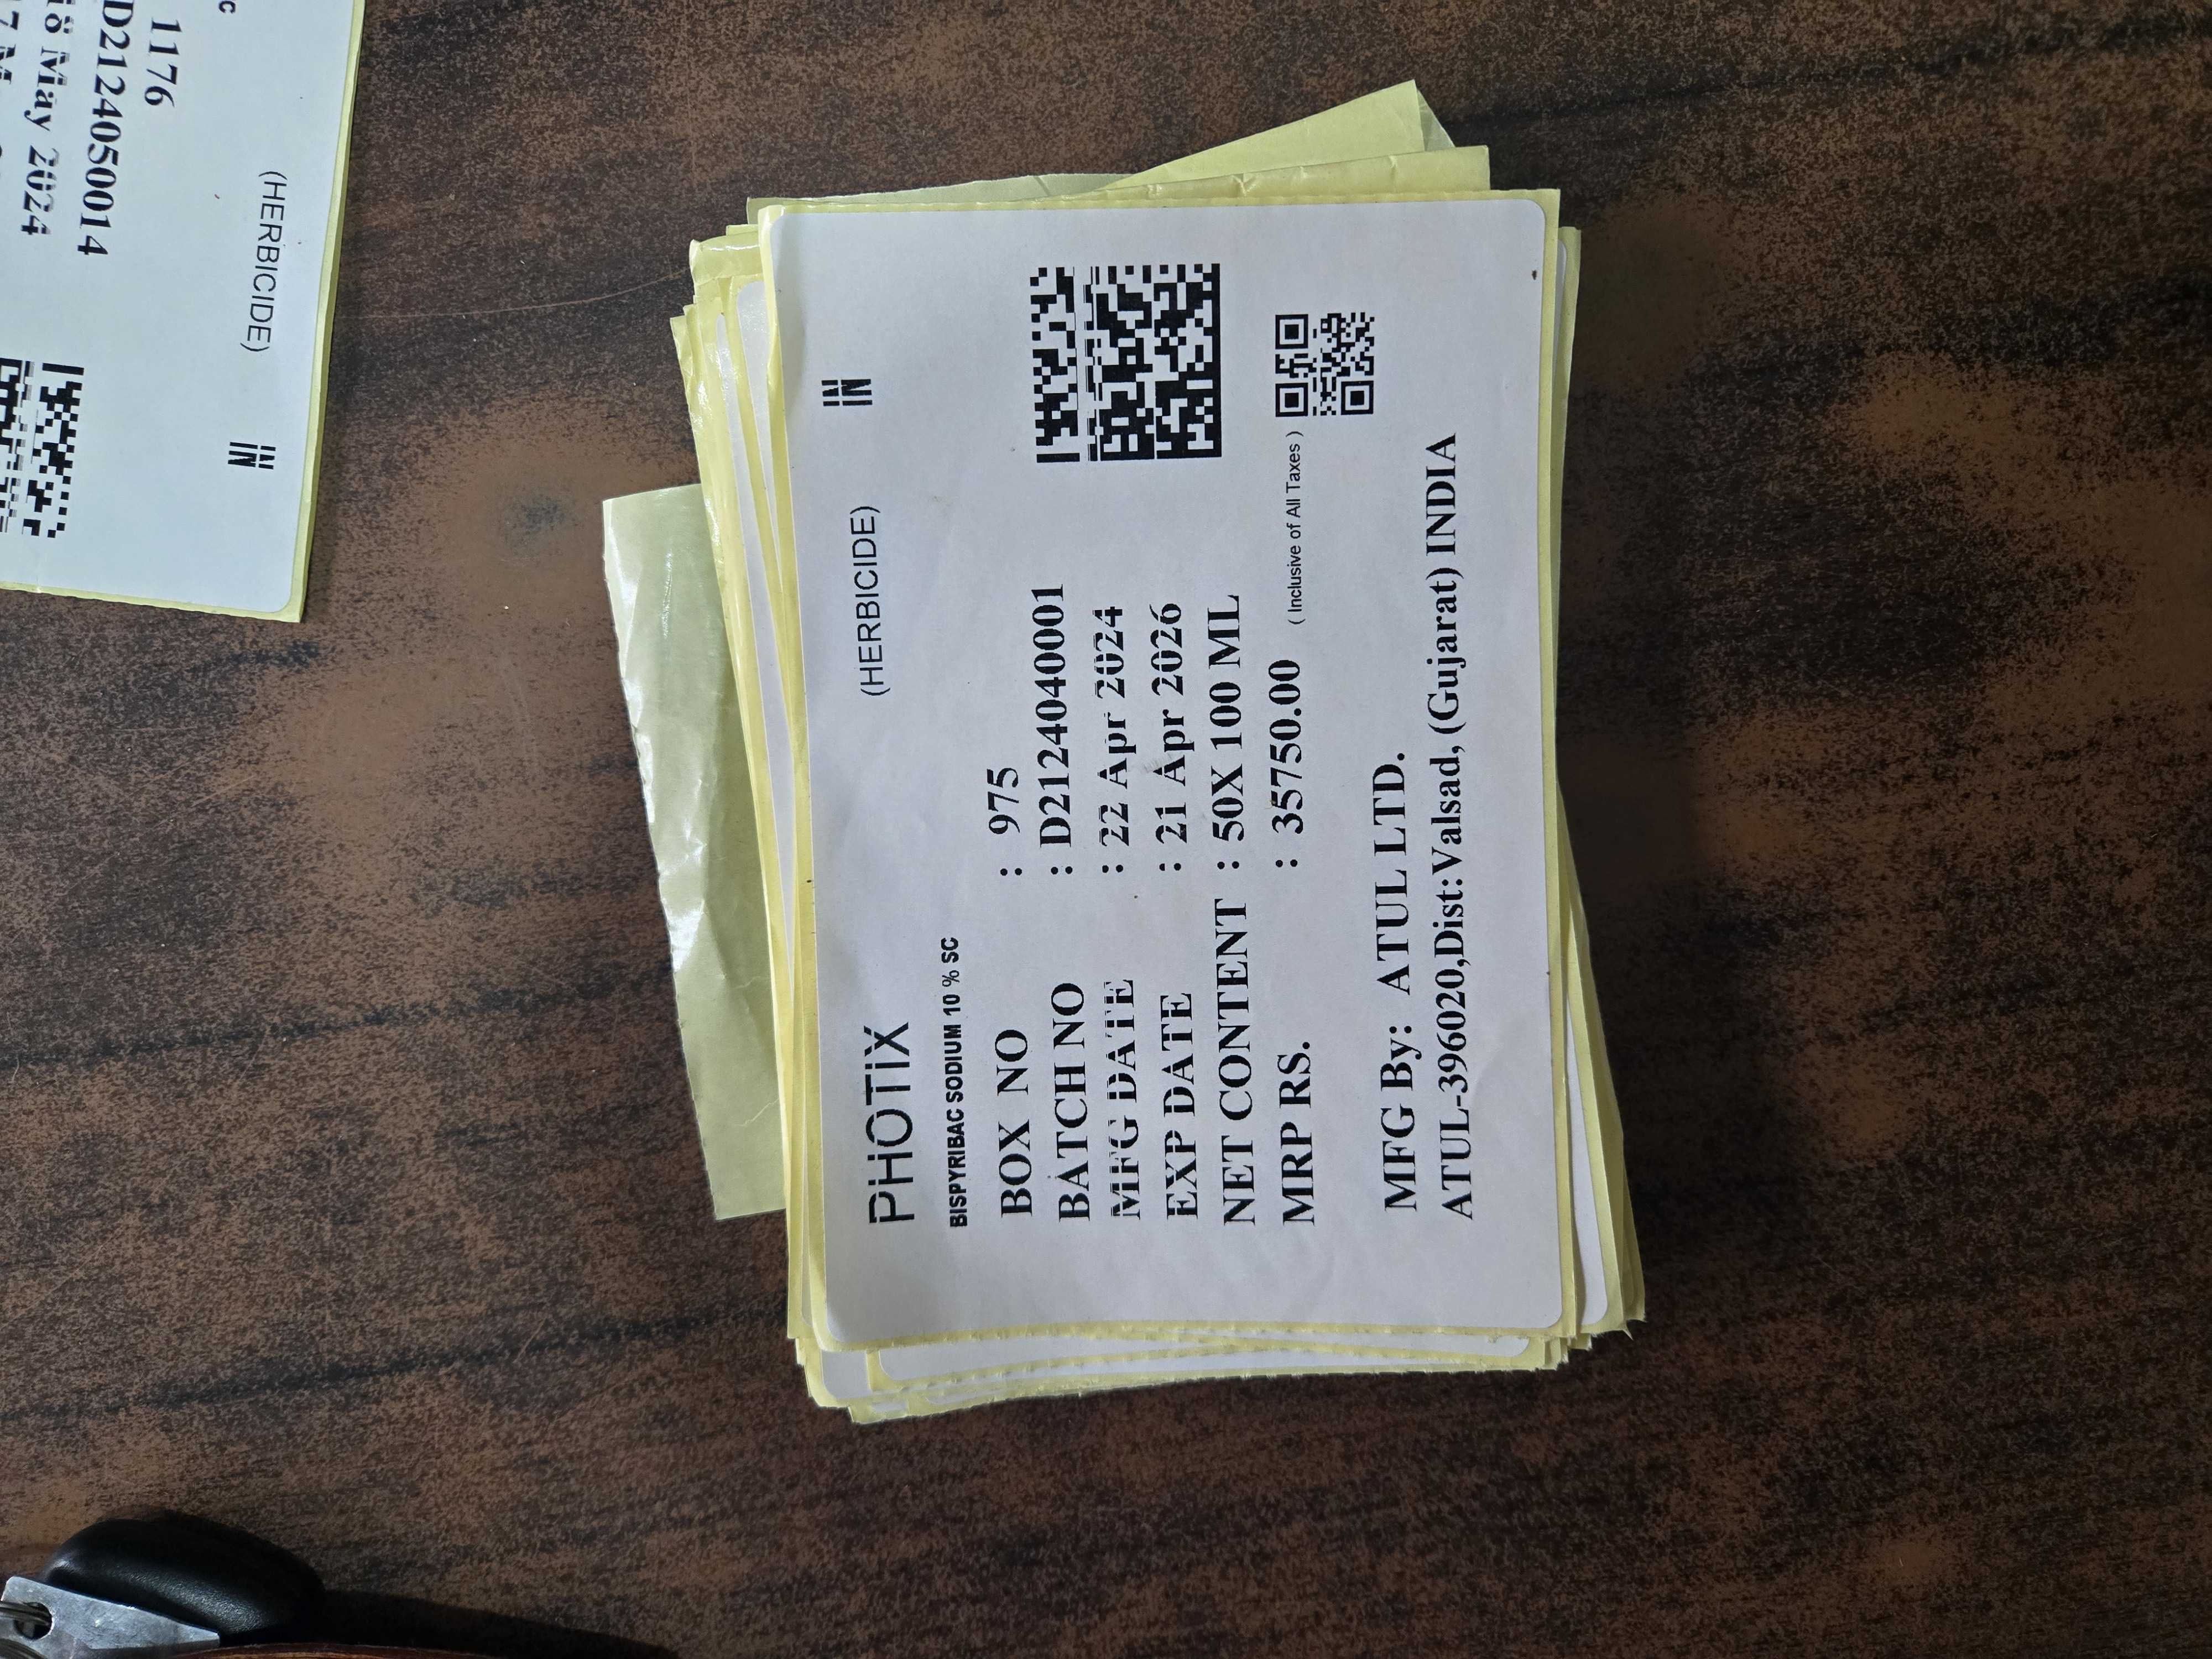 PHOTIX (HERBICIDE) IN
BISPYRIBAC SODIUM 10 % SC
BOX NO : 975
BATCH NO : D2124040001
MFG DATE : 22 Apr 2024
EXP DATE : 21 Apr 2026
NET CONTENT : 50X 100 ML
MRP RS. : 35750.00 ( Inclusive of All Taxes )
MFG By: ATUL LTD.
ATUL-396020,Dist:Valsad, (Gujarat) INDIA
(HERBICIDE) IN
1176
D2124050014
May 2024